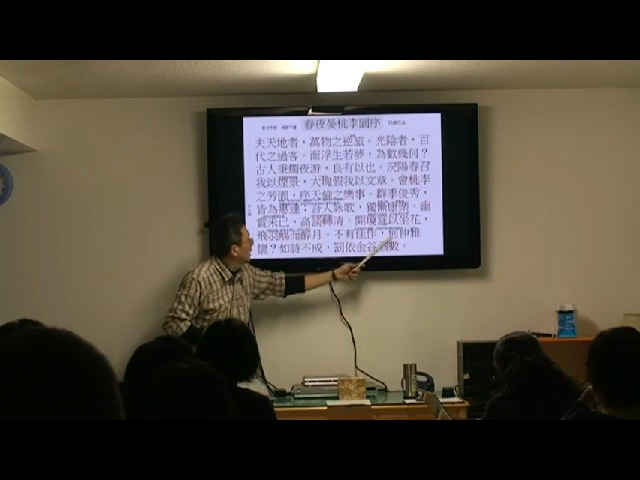 春夜宴桃李園序
夫天地者，萬物之逆旅。光陰者，百
代之過客。而浮生若夢，為歡幾何？
古人秉燭夜游，良有以也。況陽春召
我以煙景，大塊假我以文章。會桃李
之芳園，序天倫之樂事。群季俊秀，
皆為惠連；吾人詠歌，獨慚康樂。幽
賞未已，高談轉清。開瓊筵以坐花，
飛羽觴而醉月。不有佳作，何伸雅
懷？如詩不成，罰依金谷酒數。